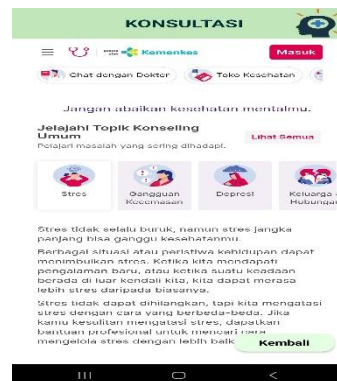 KONSULTASI
Kemenkes
Masuk
Chat dengan Dokter
Toko Kesehatan
Jangan abaikan kesehatan mentalmu.
Jelajahi Topik Konseling
Umum
Lihat Semua
Pelajari masalah yang sering dihadapi.
Stres
Gangguan
Kecemasan
Depresi
Keluarga
Hubungan
Stres tidak selalu buruk, namun stres jangka
panjang bisa ganggu kesehatanmu.
Berbagai situasi atau peristiwa kehidupan dapat
menimbulkan stres. Ketika kita mendapati
pengalaman baru, atau ketika suatu keadaan
berada di luar kendali kita, kita dapat merasa
lebih stres daripada biasanya.
Stres tidak dapat dihilangkan, tapi kita mengatasi
stres dengan cara yang berbeda-beda. Jika
kamu kesulitan mengatasi stres, dapatkan
bantuan profesional untuk mencari cara
mengelola stres dengan lebih baik
Kembali